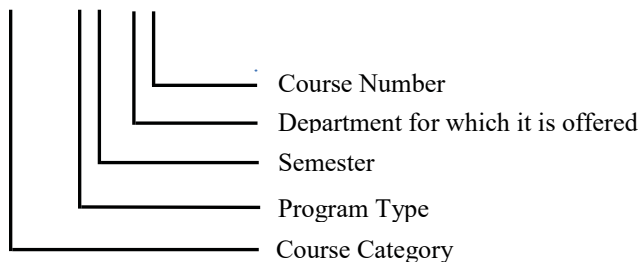 Course Number
Department for which it is offered
Semester
Program Type
Course Category